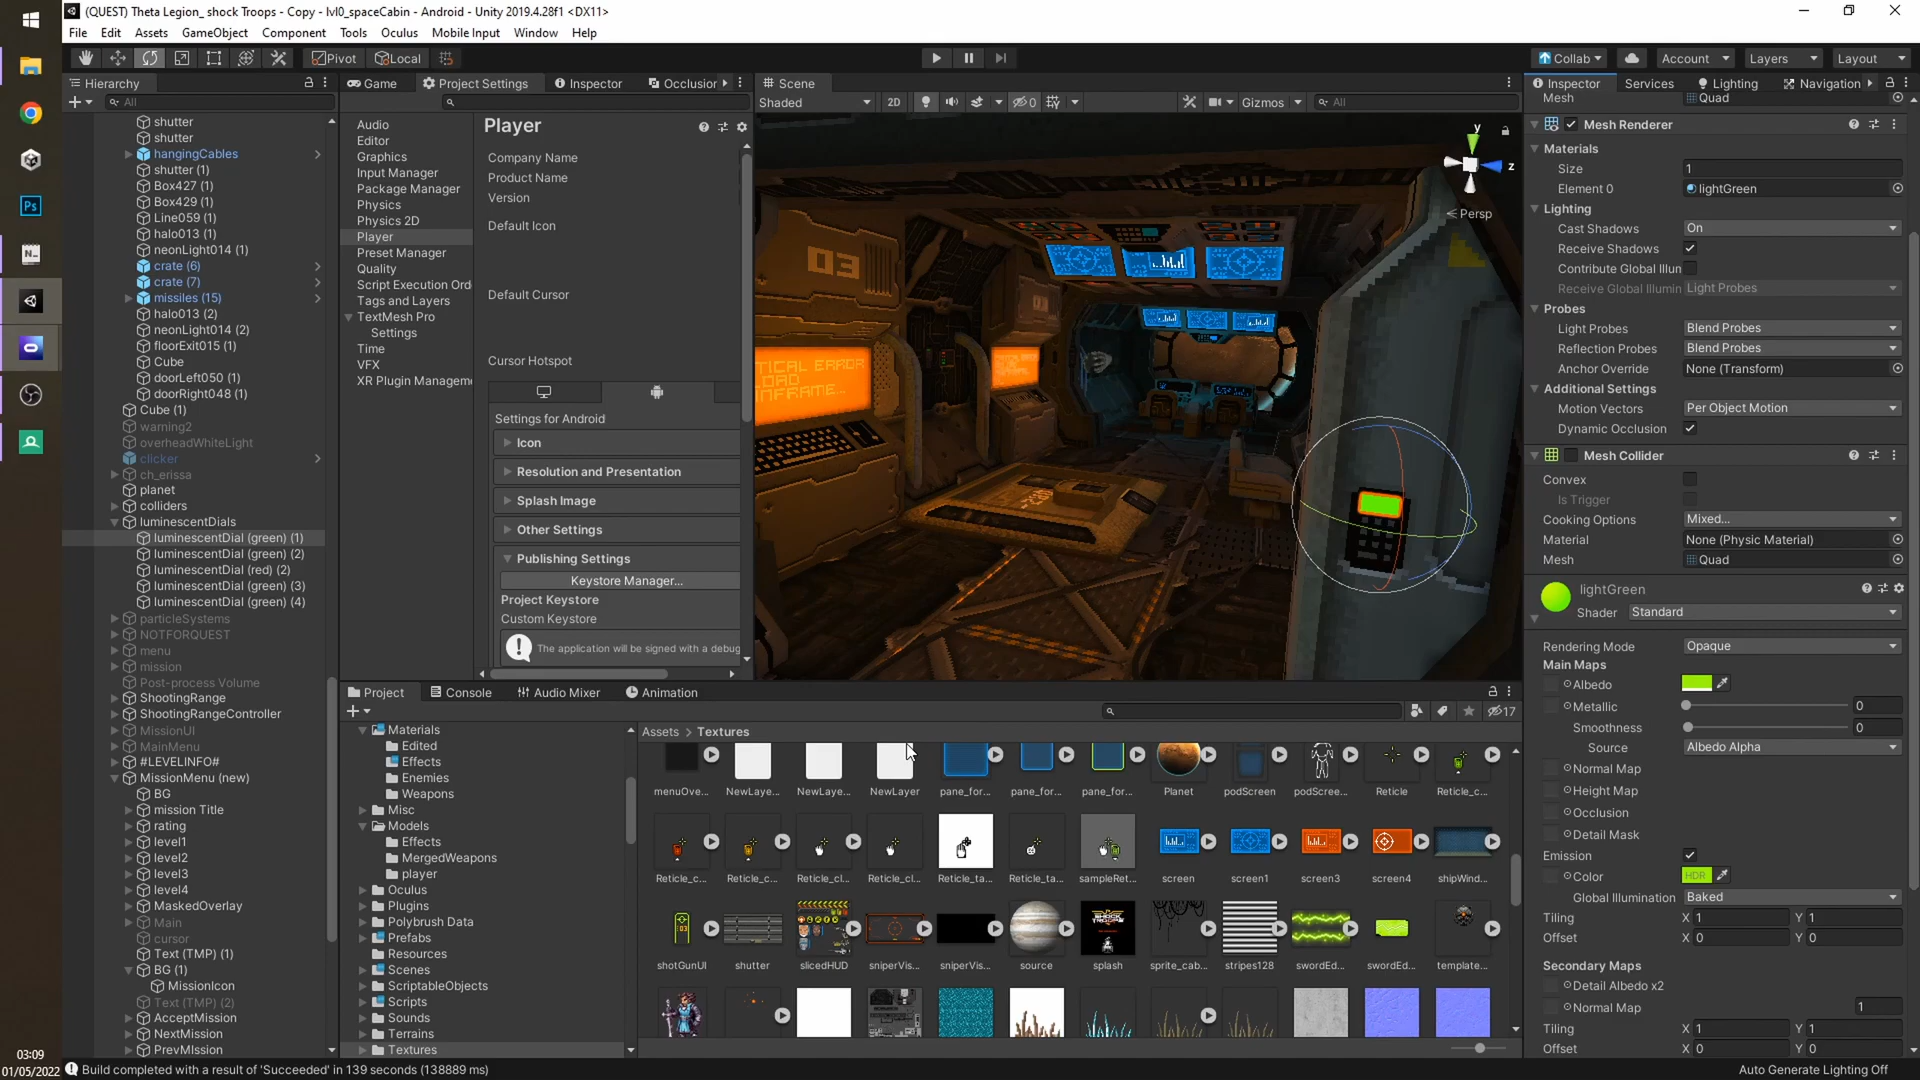 (QUEST) Theta Legion_ shock Troops - Copy - lvl0_spaceCabin - Android - Unity 2019.4.28f1 <DX11>
File Edit Assets GameObject Component Tools Oculus Mobile Input Window Help
Pivot Local Collab Account Layers Layout
Hierarchy
All
shutter
shutter
hangingCables
shutter (1)
Box427 (1)
Box429 (1)
Line059 (1)
halo013 (1)
neonLight014 (1)
crate (6)
crate (7)
missiles (15)
halo013 (2)
neonLight014 (2)
floorExit015 (1)
Cube
doorLeft050 (1)
doorRight048 (1)
Cube (1)
warning2
overheadWhiteLight
clicker
ch_erissa
planet
colliders
luminescentDials
luminescentDial (green) (1)
luminescentDial (green) (2)
luminescentDial (red) (2)
luminescentDial (green) (3)
luminescentDial (green) (4)
particleSystems
NOTFORQUEST
menu
mission
Post-process Volume
ShootingRange
ShootingRangeController
MissionUI
MainMenu
#LEVELINFO#
MissionMenu (new)
BG
mission Title
rating
level1
level2
level3
level4
MaskedOverlay
Main
cursor
Text (TMP) (1)
BG (1)
MissionIcon
Text (TMP) (2)
AcceptMission
NextMission
PrevMIssion
Game Project Settings Inspector Occlusion
Audio
Editor
Graphics
Input Manager
Package Manager
Physics
Physics 2D
Player
Preset Manager
Quality
Script Execution Ord
Tags and Layers
TextMesh Pro
Settings
Time
VFX
XR Plugin Managem
Player
Company Name
Product Name
Version
Default Icon
Default Cursor
Cursor Hotspot
Settings for Android
Icon
Resolution and Presentation
Splash Image
Other Settings
Publishing Settings
Keystore Manager...
Project Keystore
Custom Keystore
The application will be signed with a debug
Scene
Shaded 2D 0 Gizmos All
y
z
Persp
03
03
TICAL ERROR
LOAD
INFRAME...
Project Console Audio Mixer Animation
17
Materials
Edited
Effects
Enemies
Weapons
Misc
Models
Effects
MergedWeapons
player
Oculus
Plugins
Polybrush Data
Prefabs
Resources
Scenes
ScriptableObjects
Scripts
Sounds
Terrains
Textures
Assets > Textures
menuOve... NewLaye... NewLaye... NewLayer pane_for... pane_for... pane_for... Planet podScreen podScree... Reticle Reticle_c...
Reticle_c... Reticle_c... Reticle_cl... Reticle_cl... Reticle_ta... Reticle_ta... sampleRet... screen screen1 screen3 screen4 shipWind...
SHOCK
TROOPS
shotGunUI shutter slicedHUD sniperVis... sniperVis... source splash sprite_cab... stripes128 swordEd... swordEd... template...
Inspector Services Lighting Navigation
Mesh Quad
Mesh Renderer
Materials
Size 1
Element 0 lightGreen
Lighting
Cast Shadows On
Receive Shadows
Contribute Global Illun
Receive Global Illumin Light Probes
Probes
Light Probes Blend Probes
Reflection Probes Blend Probes
Anchor Override None (Transform)
Additional Settings
Motion Vectors Per Object Motion
Dynamic Occlusion
Mesh Collider
Convex
Is Trigger
Cooking Options Mixed...
Material None (Physic Material)
Mesh Quad
lightGreen
Shader Standard
Rendering Mode Opaque
Main Maps
Albedo
Metallic 0
Smoothness 0
Source Albedo Alpha
Normal Map
Height Map
Occlusion
Detail Mask
Emission
Color HDR
Global Illumination Baked
Tiling X 1 Y 1
Offset X 0 Y 0
Secondary Maps
Detail Albedo x2
Normal Map 1
Tiling X 1 Y 1
Offset X 0 Y 0
Ps
N..
03:09
01/05/2022
Build completed with a result of 'Succeeded' in 139 seconds (138889 ms)
Auto Generate Lighting Off